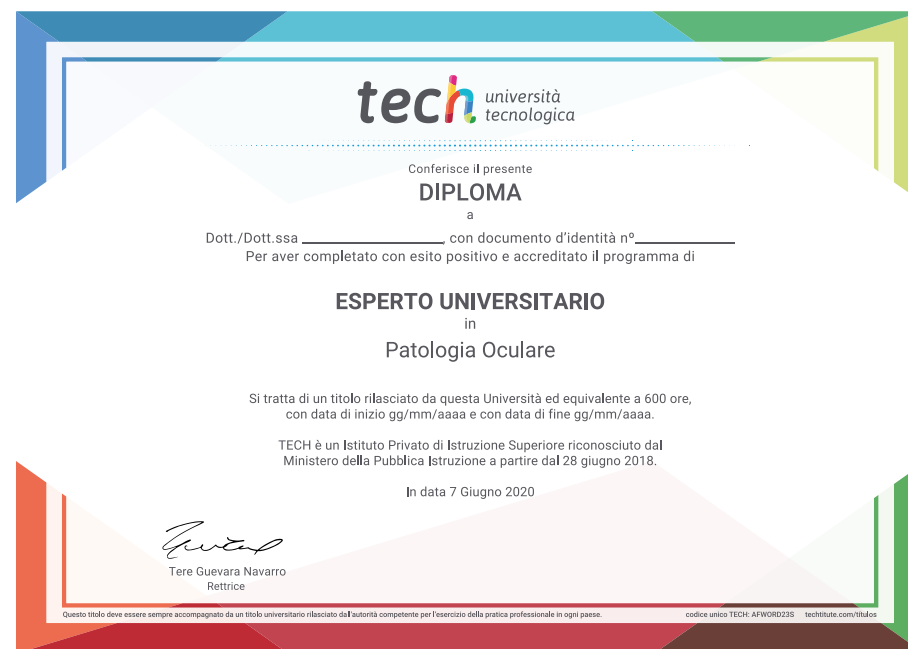 tech università
tecnologica
Conferisce il presente
DIPLOMA
a
Dott./Dott.ssa ____________________, con documento d'identità nº______________
Per aver completato con esito positivo e accreditato il programma di
ESPERTO UNIVERSITARIO
in
Patologia Oculare
Si tratta di un titolo rilasciato da questa Università ed equivalente a 600 ore,
con data di inizio gg/mm/aaaa e con data di fine gg/mm/aaaa.
TECH è un Istituto Privato di Istruzione Superiore riconosciuto dal
Ministero della Pubblica Istruzione a partire dal 28 giugno 2018.
In data 7 Giugno 2020
Tere Guevara Navarro
Rettrice
Questo titolo deve essere sempre accompagnato da un titolo universitario rilasciato dall'autorità competente per l'esercizio della pratica professionale in ogni paese. codice unico TECH: AFWORD23S techtitute.com/titulos